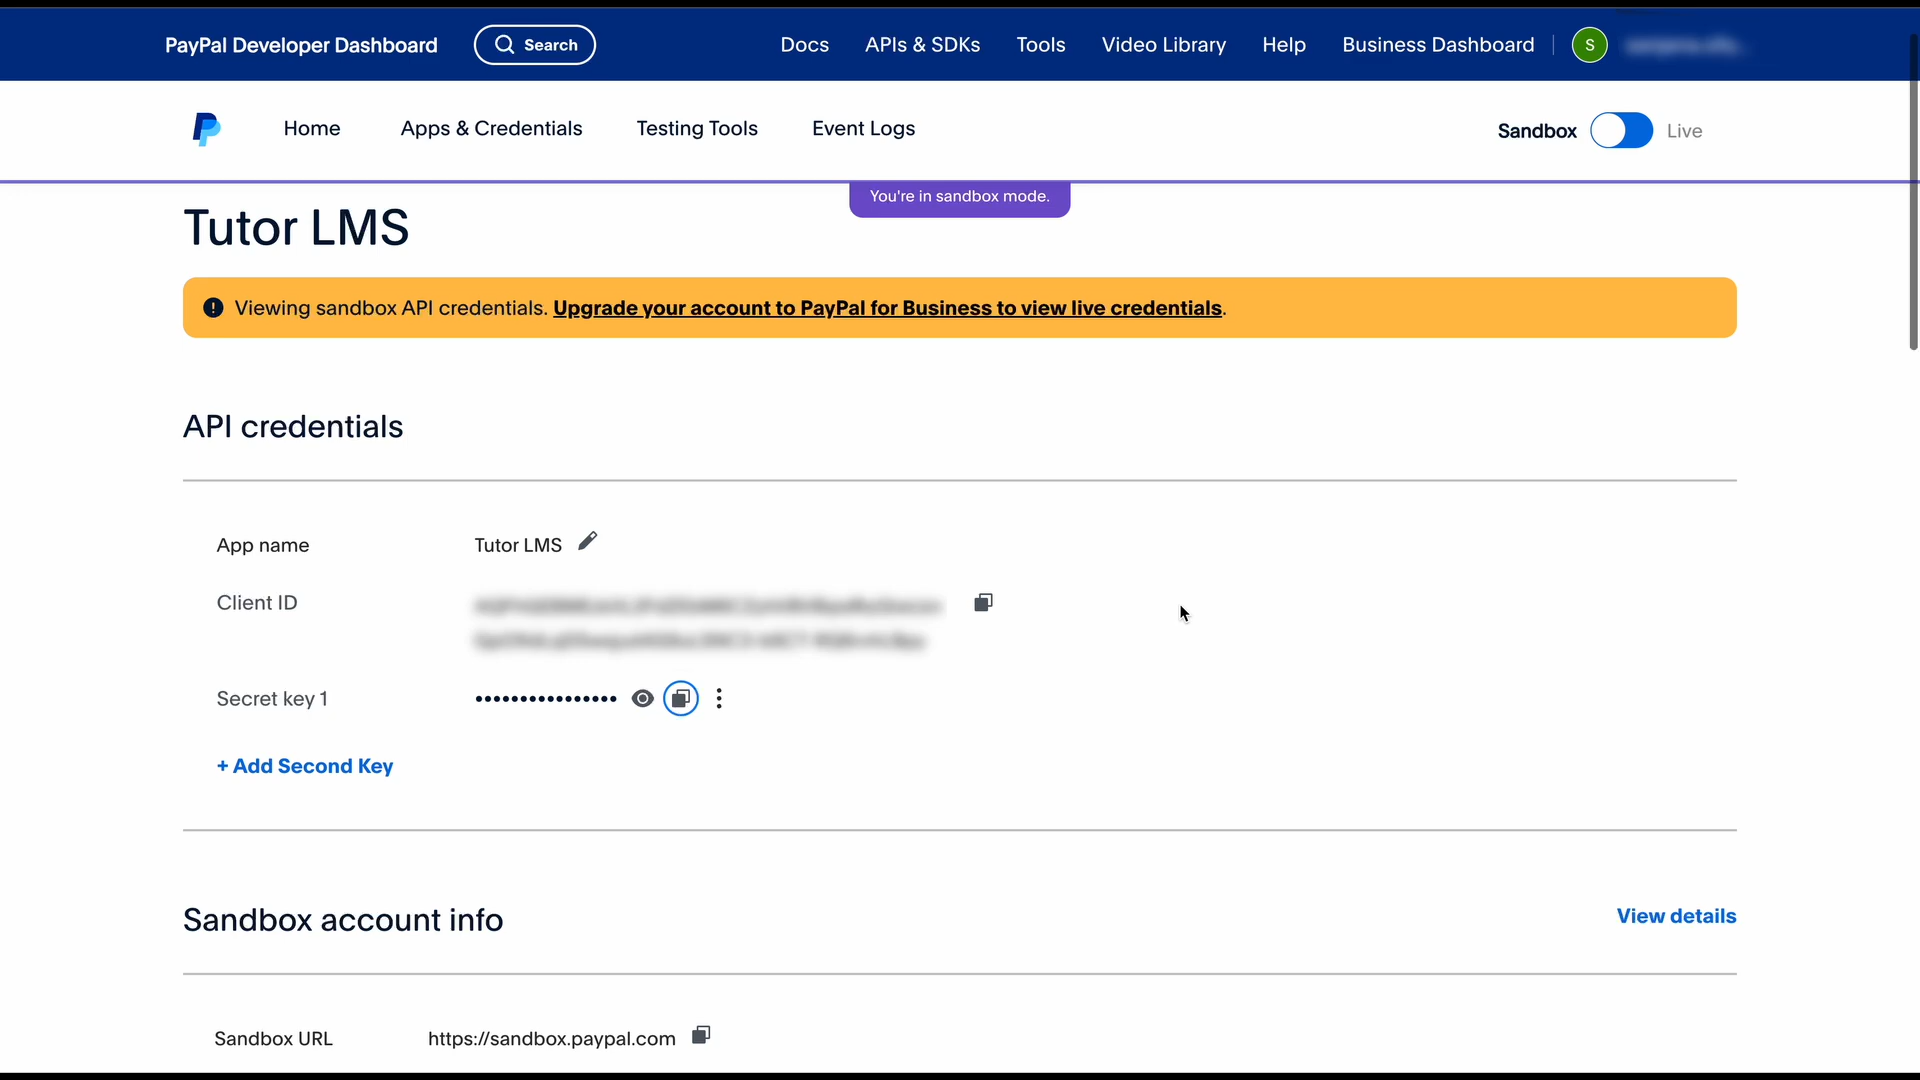 PayPal Developer Dashboard Search Docs APIs & SDKs Tools Video Library Help Business Dashboard S
Home Apps & Credentials Testing Tools Event Logs Sandbox Live
You're in sandbox mode.
Tutor LMS
Viewing sandbox API credentials. Upgrade your account to PayPal for Business to view live credentials.
API credentials
App name Tutor LMS
Client ID
Secret key 1 ••••••••••••••••
+ Add Second Key
Sandbox account info View details
Sandbox URL https://sandbox.paypal.com